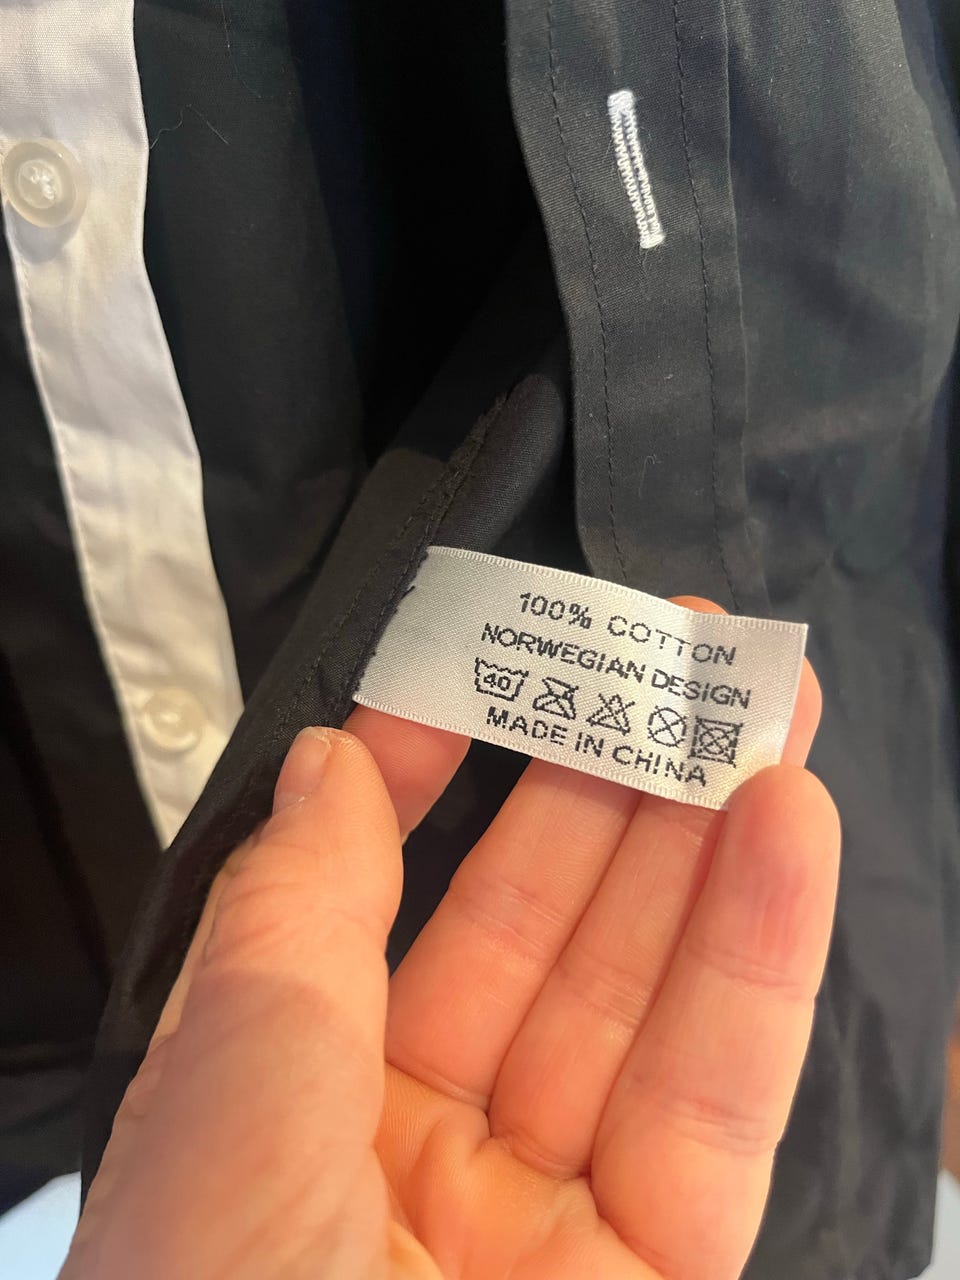 100% COTTON
NORWEGIAN DESIGN
40
MADE IN CHINA